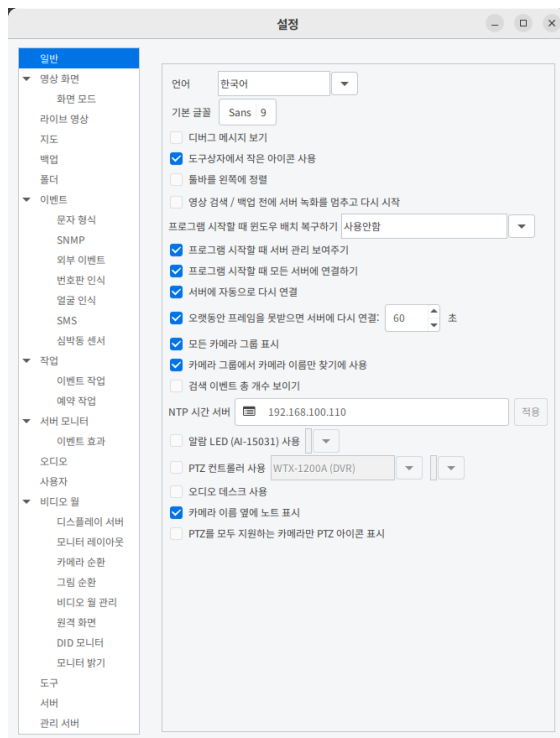 설정
일반
영상 화면
화면 모드
라이브 영상
지도
백업
폴더
이벤트
문자 형식
SNMP
외부 이벤트
번호판 인식
얼굴 인식
SMS
심박동 센서
작업
이벤트 작업
예약 작업
서버 모니터
이벤트 효과
오디오
사용자
비디오 월
디스플레이 서버
모니터 레이아웃
카메라 순환
그림 순환
비디오 월 관리
원격 화면
DID 모니터
모니터 밝기
도구
서버
관리 서버
언어 한국어
기본 글꼴 Sans 9
디버그 메시지 보기
도구상자에서 작은 아이콘 사용
툴바를 왼쪽에 정렬
영상 검색 / 백업 전에 서버 녹화를 멈추고 다시 시작
프로그램 시작할 때 윈도우 배치 복구하기 사용안함
프로그램 시작할 때 서버 관리 보여주기
프로그램 시작할 때 모든 서버에 연결하기
서버에 자동으로 다시 연결
오랫동안 프레임을 못받으면 서버에 다시 연결: 60 초
모든 카메라 그룹 표시
카메라 그룹에서 카메라 이름만 찾기에 사용
검색 이벤트 총 개수 보이기
NTP 시간 서버 192.168.100.110 적용
알람 LED (AI-15031) 사용
PTZ 컨트롤러 사용 WTX-1200A (DVR)
오디오 데스크 사용
카메라 이름 옆에 노트 표시
PTZ를 모두 지원하는 카메라만 PTZ 아이콘 표시